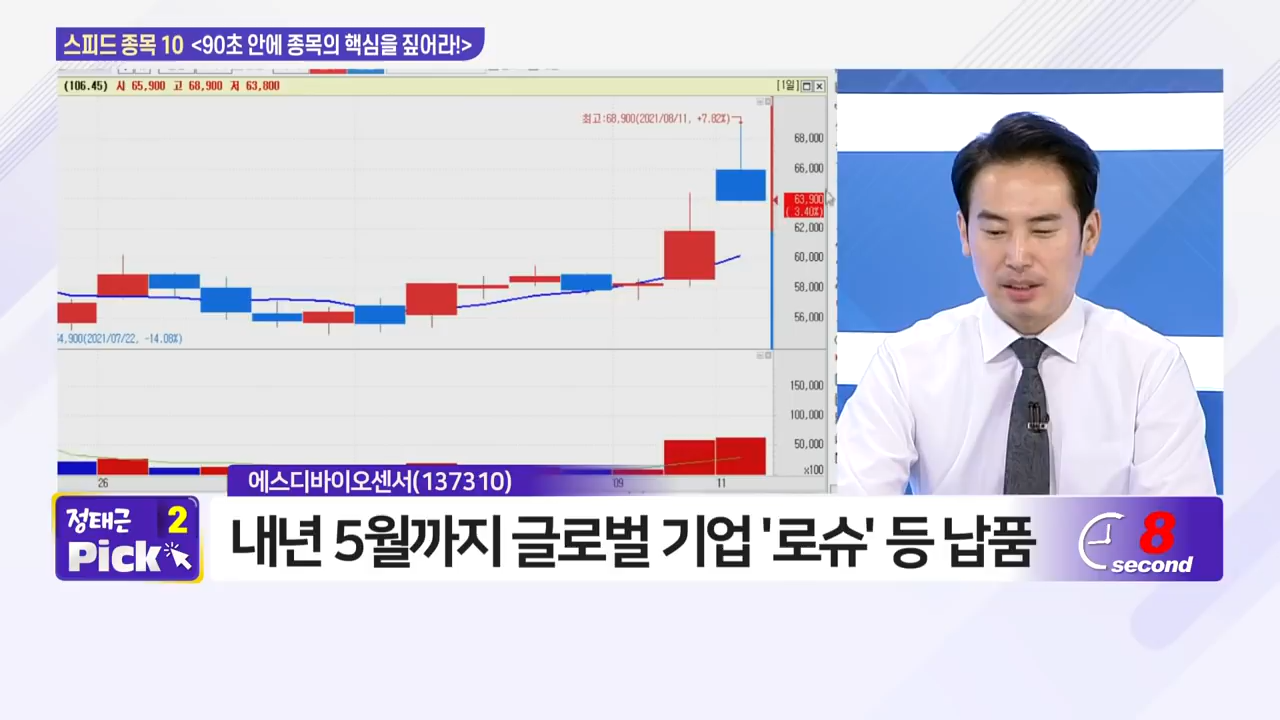 스피드 종목 10 <90초 안에 종목의 핵심을 짚어라!>
(106.45) 시 65,900 고 68,900 저 63,800
[1일]
최고:68,900(2021/08/11, +7.82%)
68,000
66,000
63,900
( 3.40%)
62,000
60,000
58,000
56,000
4,900(2021/07/22, -14.08%)
150,000
100,000
50,000
x100
26
09
11
에스디바이오센서(137310)
정태근 2
Pick
내년 5월까지 글로벌 기업 '로슈' 등 납품
8
second